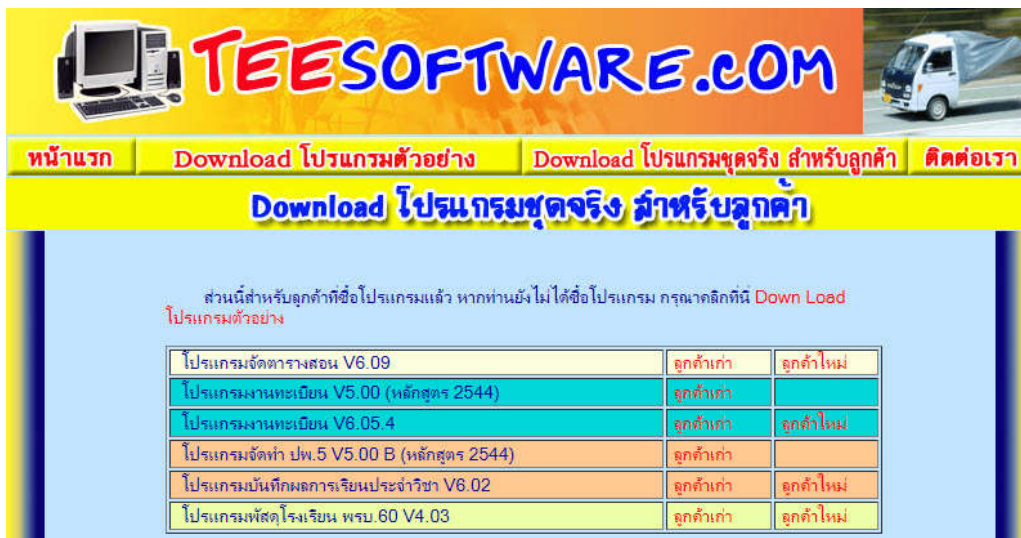 TEESOFTWARE.COM
หน้าแรก Download โปรแกรมตัวอย่าง Download โปรแกรมชุดจริง สำหรับลูกค้า ติดต่อเรา
Download โปรแกรมชุดจริง สำหรับลูกค้า
ส่วนนี้สำหรับลูกค้าที่ซื้อโปรแกรมแล้ว หากท่านยังไม่ได้ซื้อโปรแกรม กรุณาคลิกที่นี่ Down Load
โปรแกรมตัวอย่าง
โปรแกรมจัดตารางสอน V6.09 ลูกค้าเก่า ลูกค้าใหม่
โปรแกรมงานทะเบียน V5.00 (หลักสูตร 2544) ลูกค้าเก่า
โปรแกรมงานทะเบียน V6.05.4 ลูกค้าเก่า ลูกค้าใหม่
โปรแกรมจัดทำ ปพ.5 V5.00 B (หลักสูตร 2544) ลูกค้าเก่า
โปรแกรมบันทึกผลการเรียนประจำวิชา V6.02 ลูกค้าเก่า ลูกค้าใหม่
โปรแกรมพัสดุโรงเรียน พรบ.60 V4.03 ลูกค้าเก่า ลูกค้าใหม่